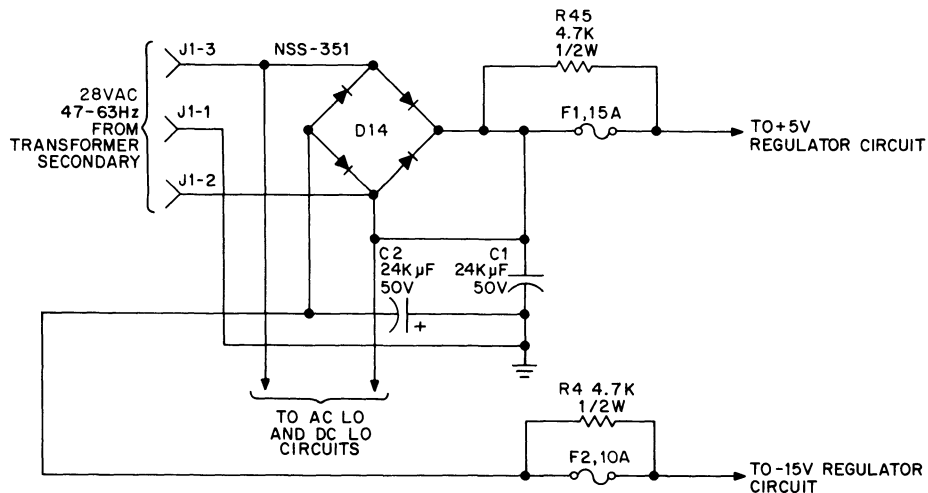 R45
4.7K
1/2W
J1-3
NSS-351
28VAC
47-63Hz
FROM
TRANSFORMER
SECONDARY
J1-1
D14
F1,15A
TO+5V
REGULATOR CIRCUIT
J1-2
C2
24KµF
50V
+
C1
24KµF
50V
TO AC LO
AND DC LO
CIRCUITS
R4 4.7K
1/2W
F2,10A
TO-15V REGULATOR
CIRCUIT